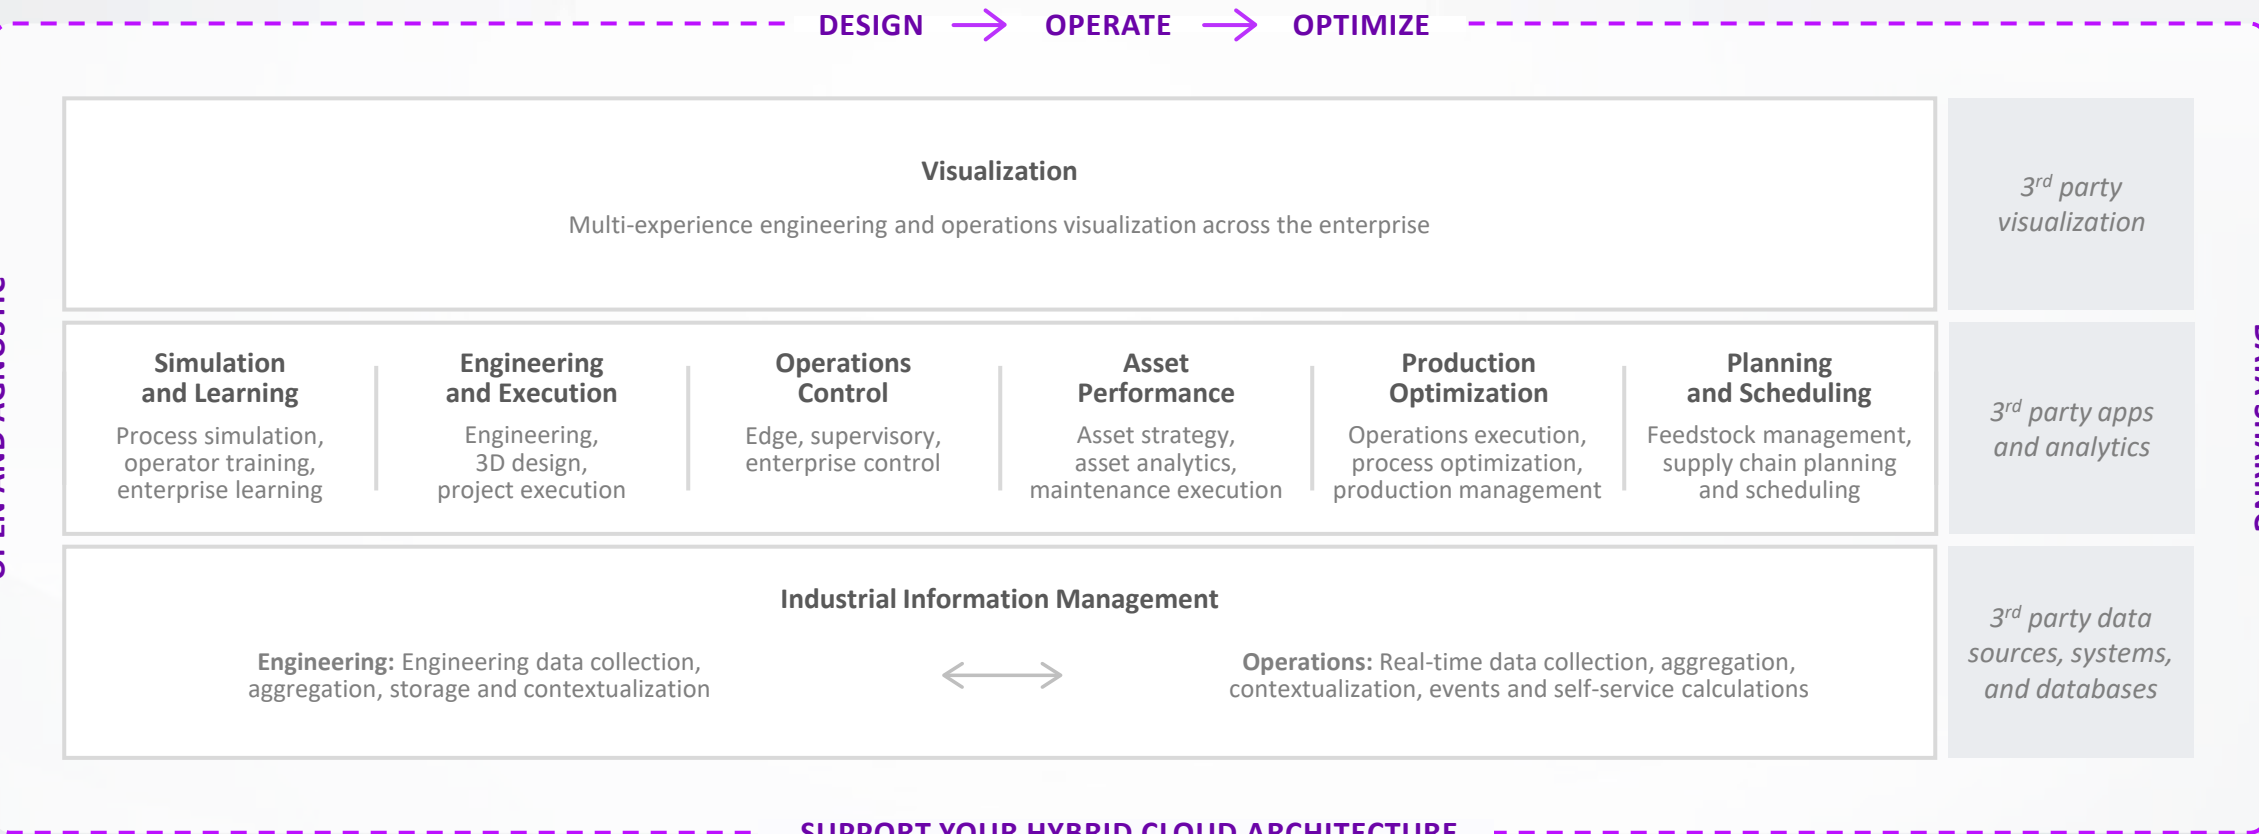 DESIGN → OPERATE → OPTIMIZE
Visualization
Multi-experience engineering and operations visualization across the enterprise
3rd party
visualization
Simulation
and Learning
Process simulation,
operator training,
enterprise learning
Engineering
and Execution
Engineering,
3D design,
project execution
Operations
Control
Edge, supervisory,
enterprise control
Asset
Performance
Asset strategy,
asset analytics,
maintenance execution
Production
Optimization
Operations execution,
process optimization,
production management
Planning
and Scheduling
Feedstock management,
supply chain planning
and scheduling
3rd party apps
and analytics
Industrial Information Management
Engineering: Engineering data collection,
aggregation, storage and contextualization
Operations: Real-time data collection, aggregation,
contextualization, events and self-service calculations
3rd party data
sources, systems,
and databases
SUPPORT YOUR HYBRID CLOUD ARCHITECTURE